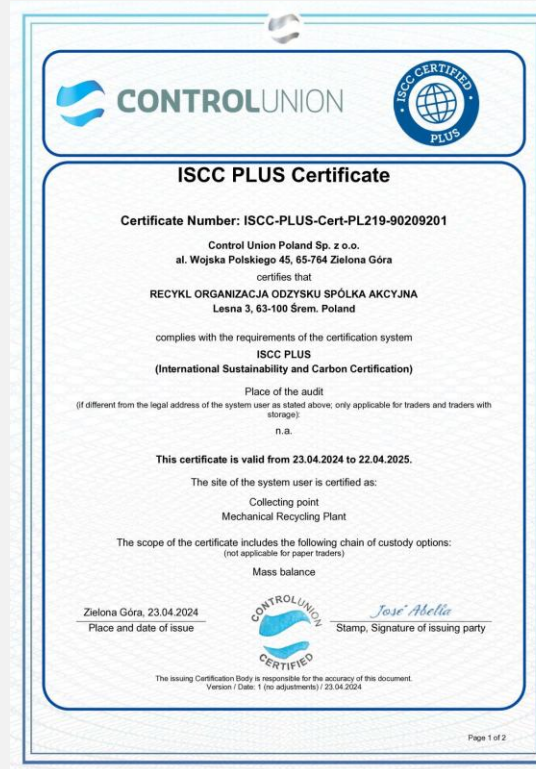 CONTROLUNION
ISCC CERTIFIED
PLUS
ISCC PLUS Certificate
Certificate Number: ISCC-PLUS-Cert-PL219-90209201
Control Union Poland Sp. z o.o.
al. Wojska Polskiego 45, 65-764 Zielona Góra
certifies that
RECYKL ORGANIZACJA ODZYSKU SPÓLKA AKCYJNA
Lesna 3, 63-100 Śrem. Poland
complies with the requirements of the certification system
ISCC PLUS
(International Sustainability and Carbon Certification)
Place of the audit
(if different from the legal address of the system user as stated above; only applicable for traders and traders with
storage):
n.a.
This certificate is valid from 23.04.2024 to 22.04.2025.
The site of the system user is certified as:
Collecting point
Mechanical Recycling Plant
The scope of the certificate includes the following chain of custody options:
(not applicable for paper traders)
Mass balance
Zielona Góra, 23.04.2024
Place and date of issue
CONTROLUNION
CERTIFIED
José Abella
Stamp, Signature of issuing party
The issuing Certification Body is responsible for the accuracy of this document.
Version / Date: 1 (no adjustments) / 23.04.2024
Page 1 of 2